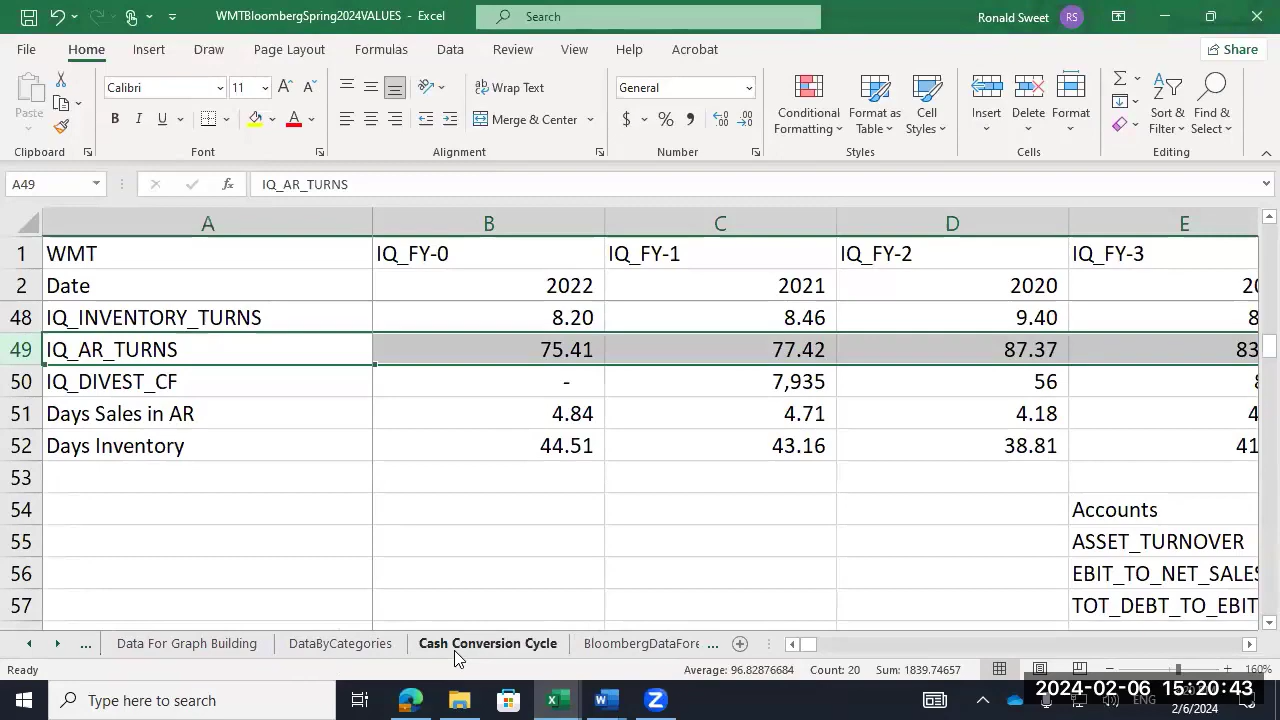 WMTBloombergSpring2024VALUES - Excel
Search
Ronald Sweet RS
File Home Insert Draw Page Layout Formulas Data Review View Help Acrobat Share
Paste
Calibri 11
Wrap Text
Merge & Center
General
Conditional Formatting
Format as Table
Cell Styles
Insert
Delete
Format
Sort & Filter
Find & Select
Clipboard Font Alignment Number Styles Cells Editing
A49 fx IQ_AR_TURNS
A B C D E
1 WMT IQ_FY-0 IQ_FY-1 IQ_FY-2 IQ_FY-3
2 Date 2022 2021 2020 20
48 IQ_INVENTORY_TURNS 8.20 8.46 9.40 8
49 IQ_AR_TURNS 75.41 77.42 87.37 83
50 IQ_DIVEST_CF - 7,935 56
51 Days Sales in AR 4.84 4.71 4.18 4
52 Days Inventory 44.51 43.16 38.81 41
53
54 Accounts
55 ASSET_TURNOVER
56 EBIT_TO_NET_SALES
57 TOT_DEBT_TO_EBIT
... Data For Graph Building DataByCategories Cash Conversion Cycle BloombergDataFore ...
Ready Average: 96.82876684 Count: 20 Sum: 1839.74657 160%
Type here to search
2024-02-06 15:20:43
ENG
2/6/2024